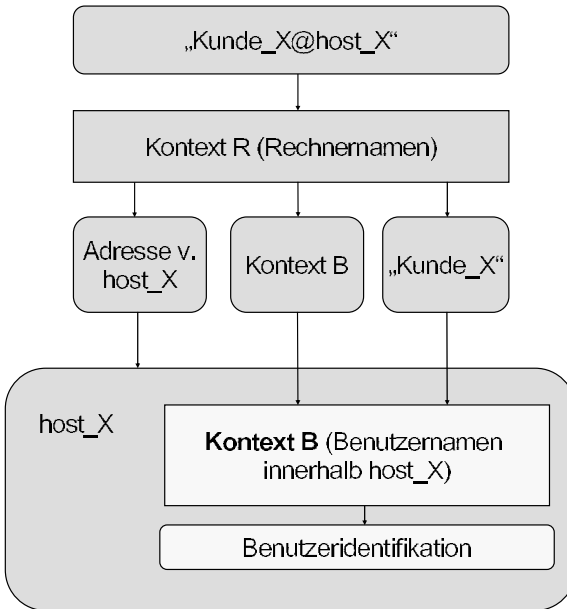 „Kunde_X@host_X“
Kontext R (Rechnernamen)
Adresse v.
host_X
Kontext B
„Kunde_X“
host_X
Kontext B (Benutzernamen
innerhalb host_X)
Benutzeridentifikation